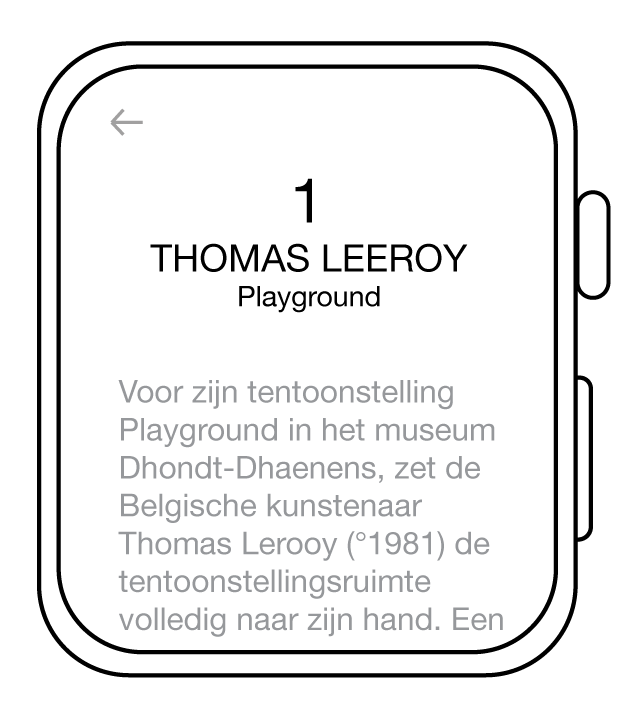 1
THOMAS LEEROY
Playground
Voor zijn tentoonstelling
Playground in het museum
Dhondt-Dhaenens, zet de
Belgische kunstenaar
Thomas Lerooy (°1981) de
tentoonstellingsruimte
volledig naar zijn hand. Een